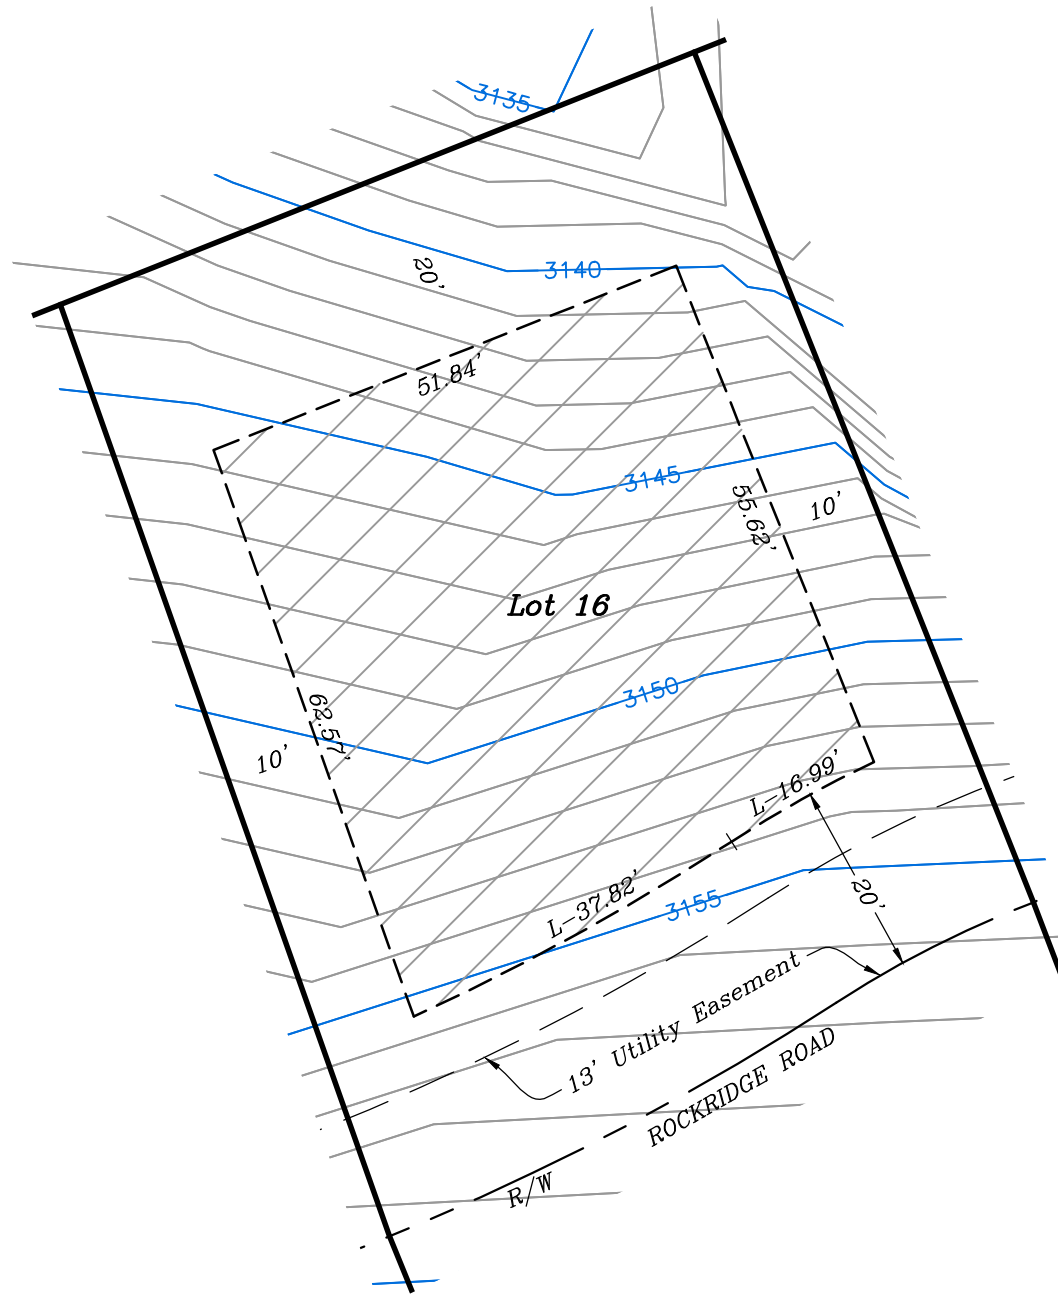 3135
20'
3140
51.84'
3145
55.62'
10'
Lot 16
3150
62.57'
10'
L-16.99'
L-37.82'
3155
20'
13' Utility Easement
ROCKRIDGE ROAD
R/W